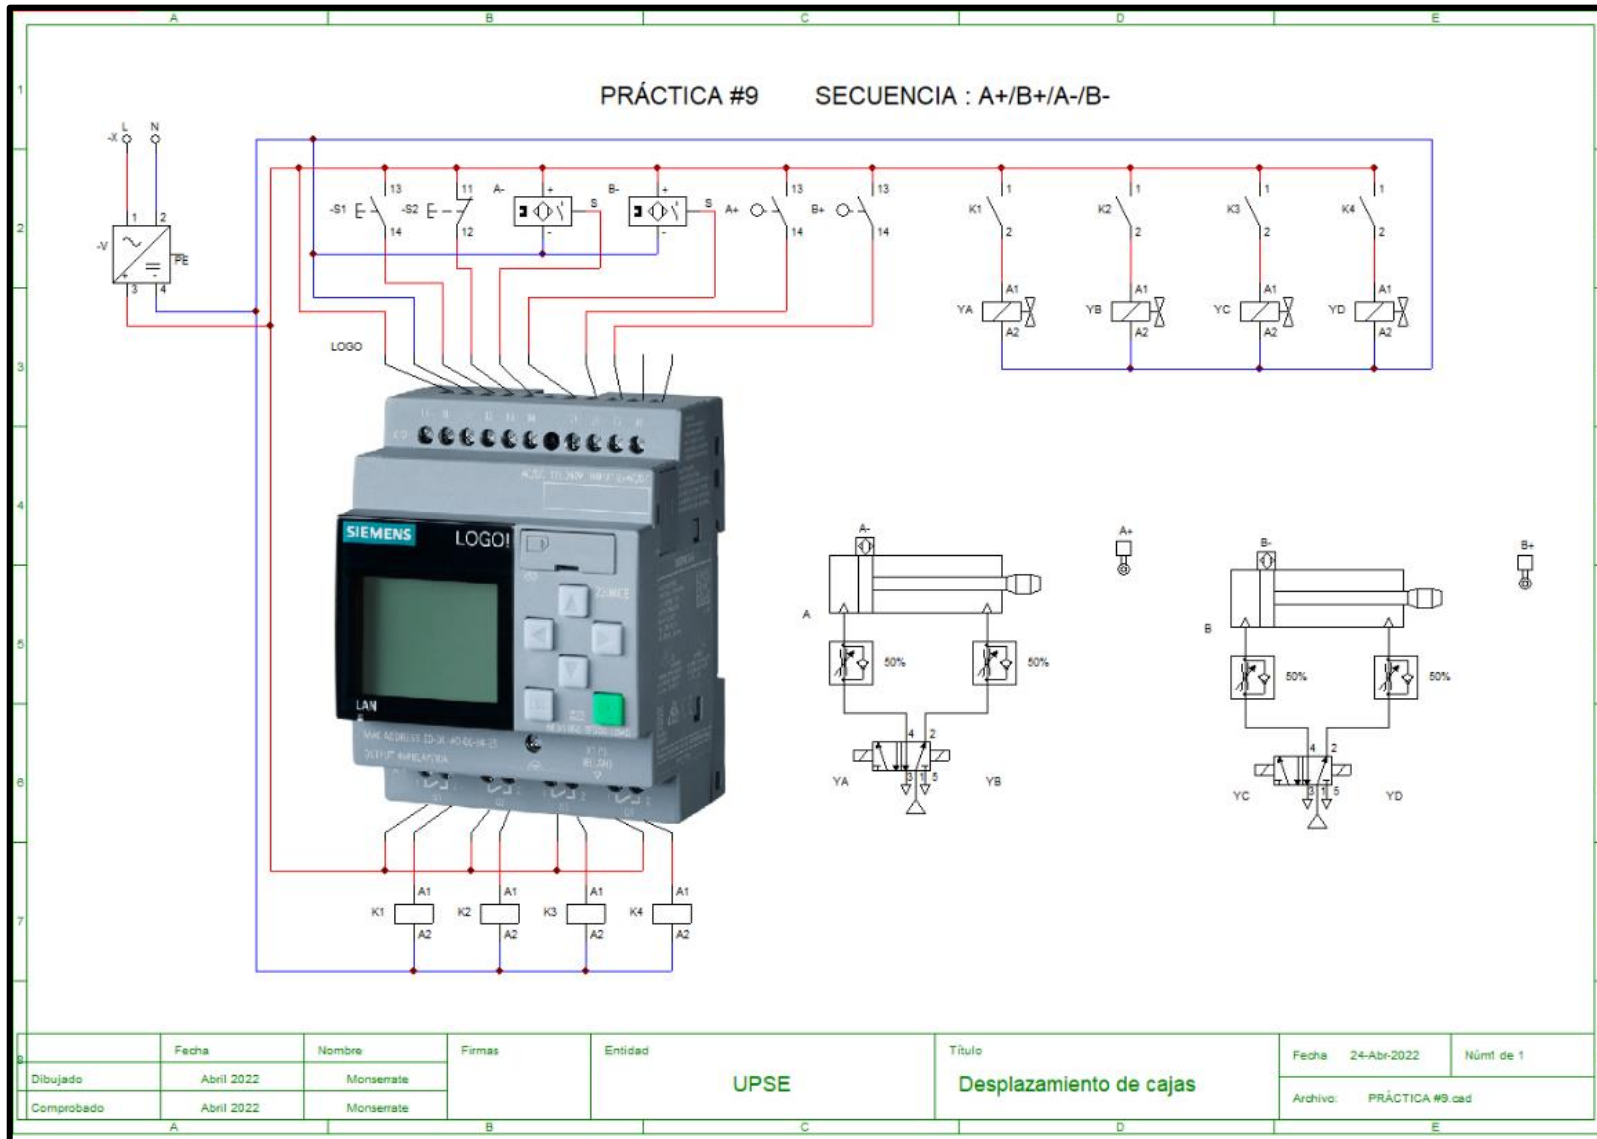 A B C D E
1
PRÁCTICA #9 SECUENCIA : A+/B+/A-/B-
L N
-X
13 11 A- + B- + 13 13 1 1 1 1
-S1 -S2 S S A+ B+ K1 K2 K3 K4
14 12 - - 14 14 2 2 2 2
2
1 2
-V PE
+ -
3 4
A1 A1 A1 A1
YA YB YC YD
A2 A2 A2 A2
LOGO
3
4
SIEMENS LOGO!
A- A+ B- B+
A B
5
50% 50% 50% 50%
LAN
4 2 4 2
YA 3 1 5 YB
YC 3 1 5 YD
6
A1 A1 A1 A1
K1 K2 K3 K4
A2 A2 A2 A2
7
8
Fecha Nombre Firmas Entidad Título
Fecha 24-Abr-2022 Núm1 de 1
Dibujado Abril 2022 Monserrate
UPSE Desplazamiento de cajas
Comprobado Abril 2022 Monserrate
Archivo: PRÁCTICA #9.cad
A B C D E